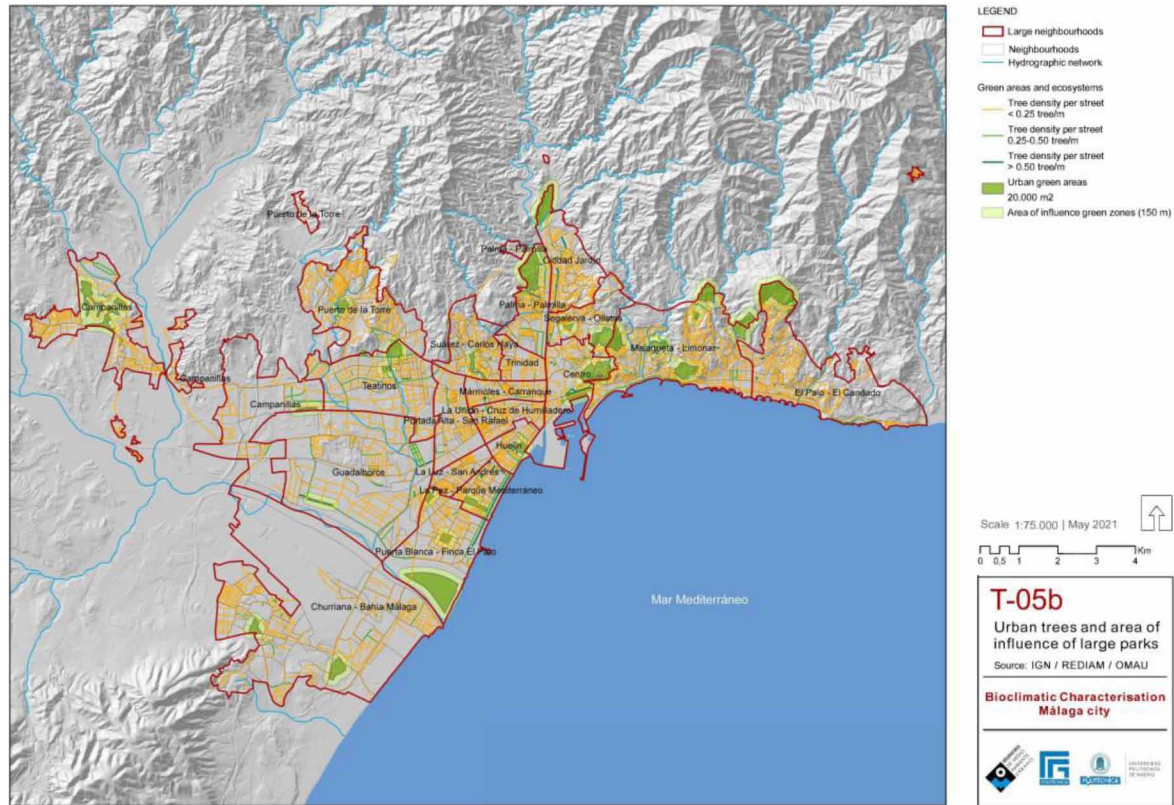 LEGEND
Large neighbourhoods
Neighbourhoods
Hydrographic network
Green areas and ecosystems
Tree density per street
< 0.25 tree/m
Tree density per street
0.25-0.50 tree/m
Tree density per street
> 0.50 tree/m
Urban green areas
20.000 m2
Area of influence green zones (150 m)
Puerto de la Torre
Palma - Palmilla
Ciudad Jardín
Campanillas
Puerto de la Torre
Palma - Palmilla
Segalerva - Olletas
Suárez - Carlos Haya
Malagueta - Limonar
Trinidad
Campanillas
Centro
Teatinos
Mármoles - Carranque
El Palo - El Candado
Campanillas
La Unión - Cruz de Humilladero
Portada Alta - San Rafael
Huelin
Guadalhorce
La Luz - San Andrés
La Paz - Parque Mediterráneo
Puerta Blanca - Finca El Pato
Churriana - Bahía Málaga
Mar Mediterráneo
Scale 1:75.000 | May 2021
Km
0 0,5 1 2 3 4
T-05b
Urban trees and area of
influence of large parks
Source: IGN / REDIAM / OMAU
Bioclimatic Characterisation
Málaga city
UNIVERSIDAD
POLITÉCNICA
DE MADRID